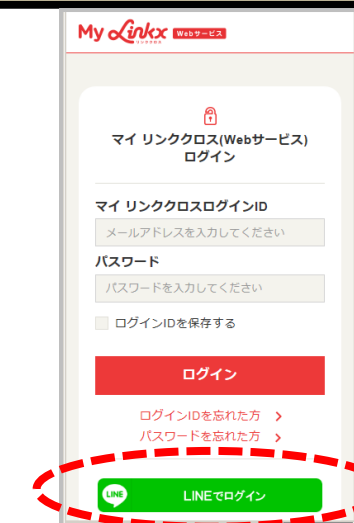 My Linkx Webサービス
リンククロス
マイ リンククロス(Webサービス)
ログイン
マイ リンククロスログインID
メールアドレスを入力してください
パスワード
パスワードを入力してください
ログインIDを保存する
ログイン
ログインIDを忘れた方 >
パスワードを忘れた方 >
LINE LINEでログイン